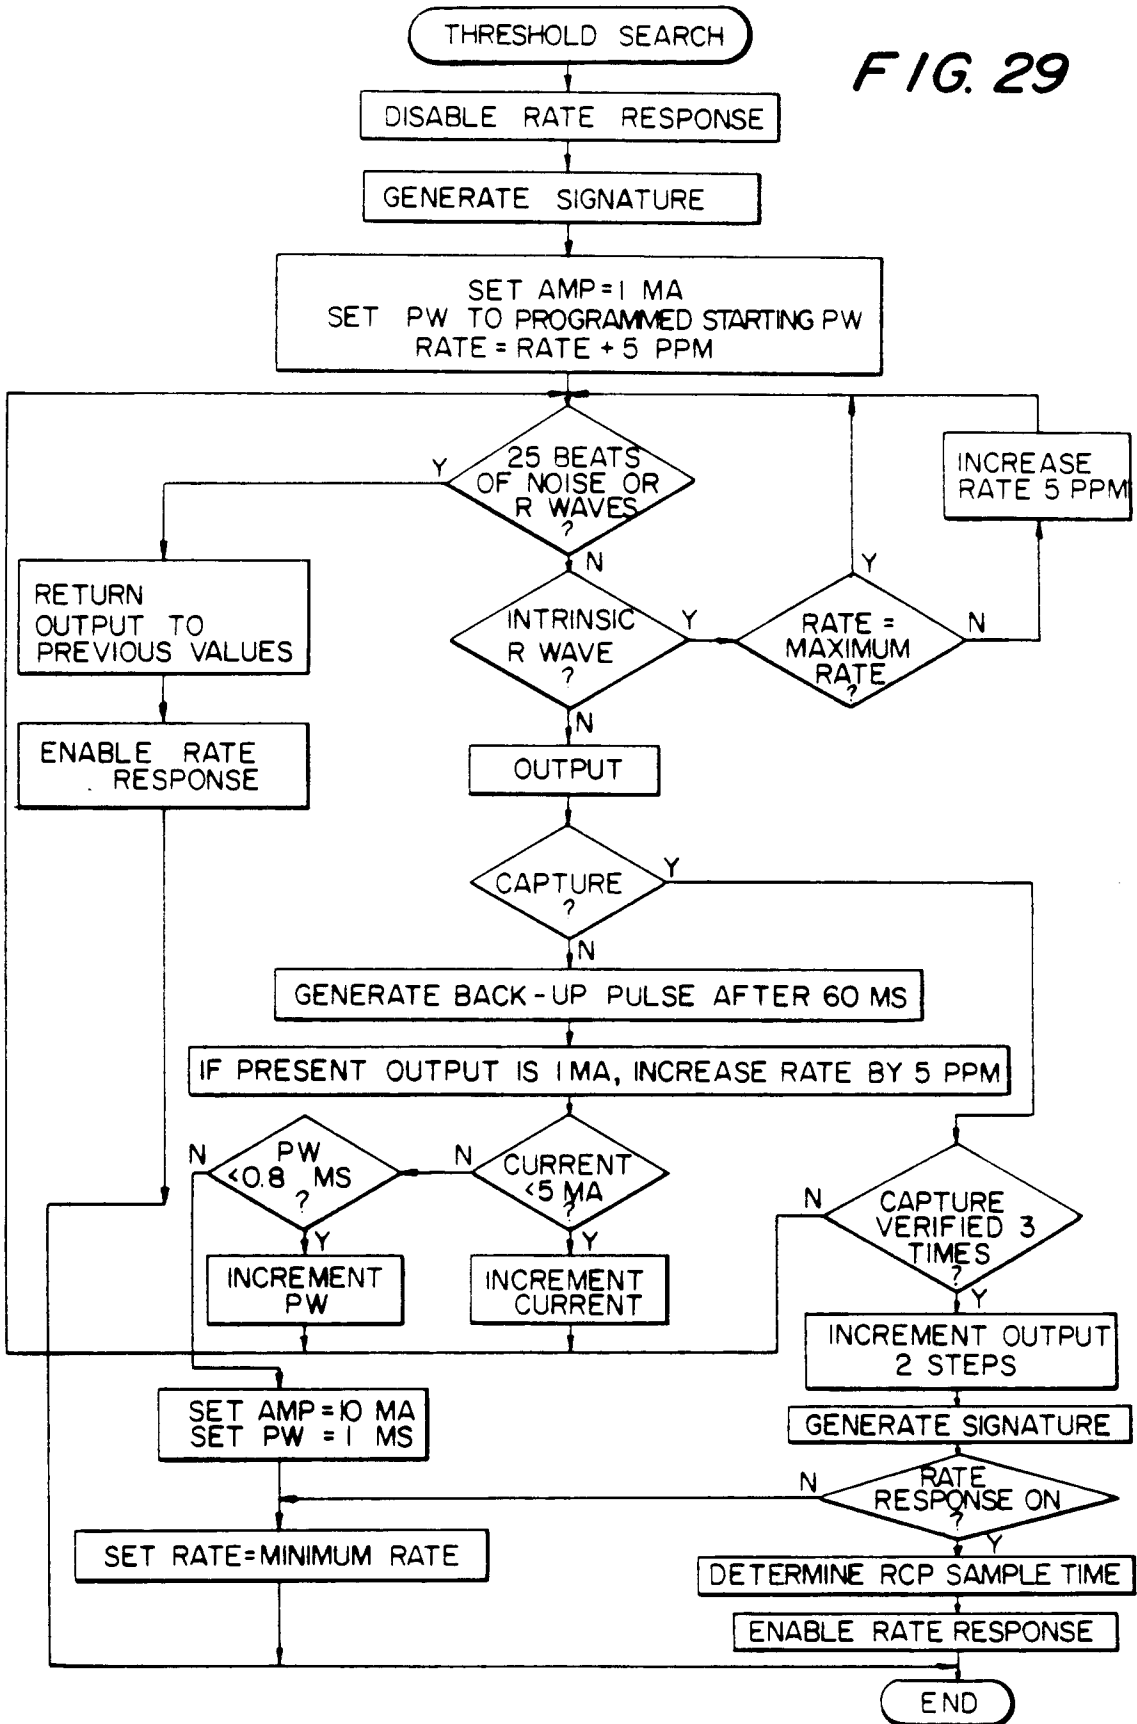 THRESHOLD SEARCH
FIG. 29
DISABLE RATE RESPONSE
GENERATE SIGNATURE
SET AMP=1 MA
SET PW TO PROGRAMMED STARTING PW
RATE=RATE+5 PPM
25 BEATS
OF NOISE OR
R WAVES
?
Y
N
INCREASE
RATE 5 PPM
RETURN
OUTPUT TO
PREVIOUS VALUES
INTRINSIC
R WAVE
?
Y
N
RATE=
MAXIMUM
RATE
?
Y
N
ENABLE RATE
RESPONSE
OUTPUT
CAPTURE
?
Y
N
GENERATE BACK-UP PULSE AFTER 60 MS
IF PRESENT OUTPUT IS 1MA, INCREASE RATE BY 5 PPM
PW
<0.8 MS
?
N
Y
CURRENT
<5 MA
?
N
Y
CAPTURE
VERIFIED 3
TIMES
?
N
Y
INCREMENT
PW
INCREMENT
CURRENT
INCREMENT OUTPUT
2 STEPS
SET AMP=10 MA
SET PW=1 MS
GENERATE SIGNATURE
RATE
RESPONSE ON
?
N
Y
SET RATE=MINIMUM RATE
DETERMINE RCP SAMPLE TIME
ENABLE RATE RESPONSE
END